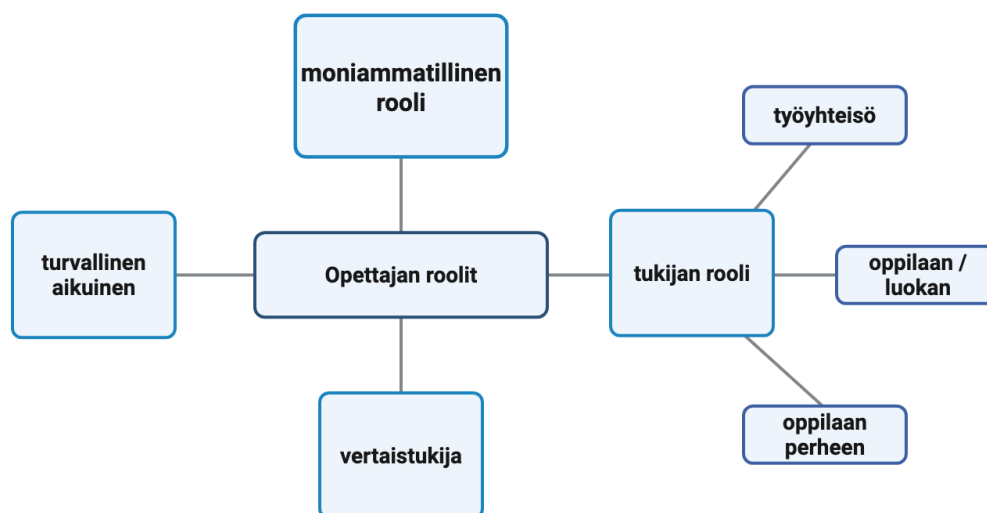 moniammatillinen
rooli
työyhteisö
turvallinen
aikuinen
Opettajan roolit
tukijan rooli
oppilaan /
luokan
vertaistukija
oppilaan
perheen